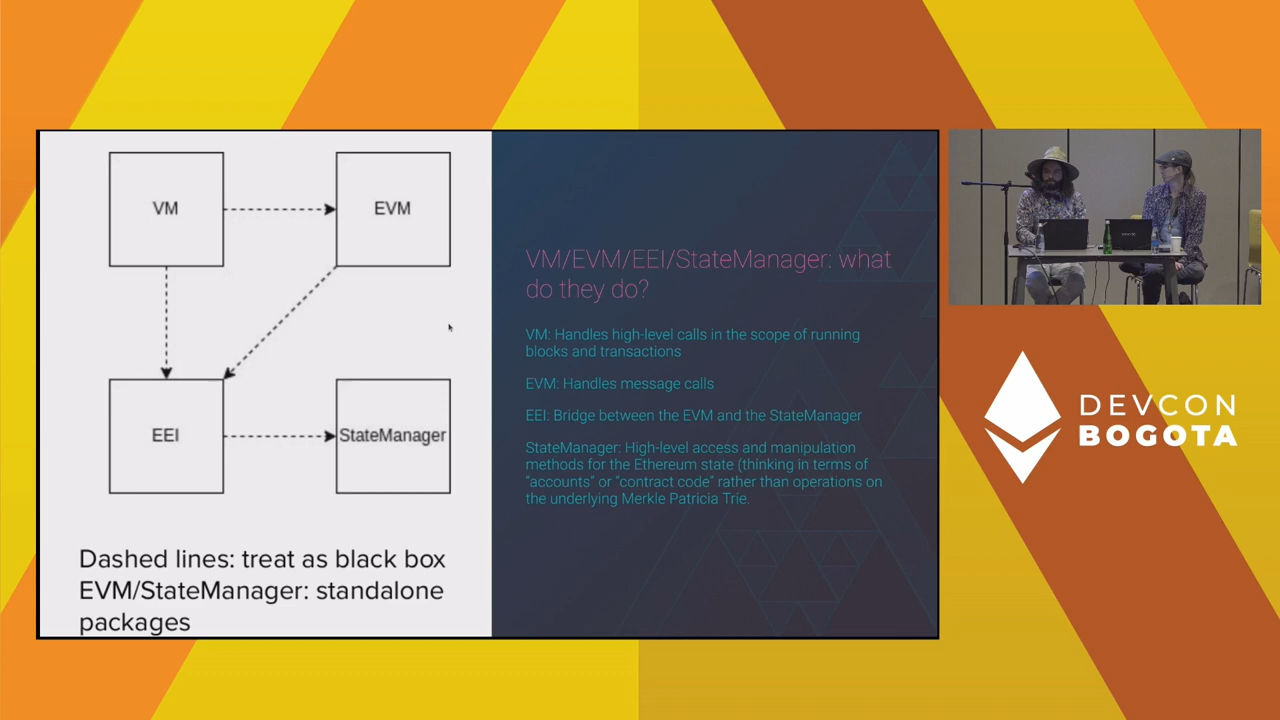 VM
EVM
EEI
StateManager
Dashed lines: treat as black box
EVM/StateManager: standalone
packages
VM/EVM/EEI/StateManager: what
do they do?
VM: Handles high-level calls in the scope of running
blocks and transactions
EVM: Handles message calls
EEI: Bridge between the EVM and the StateManager
StateManager: High-level access and manipulation
methods for the Ethereum state (thinking in terms of
"accounts" or "contract code" rather than operations on
the underlying Merkle Patricia Trie.
DEVCON
BOGOTA